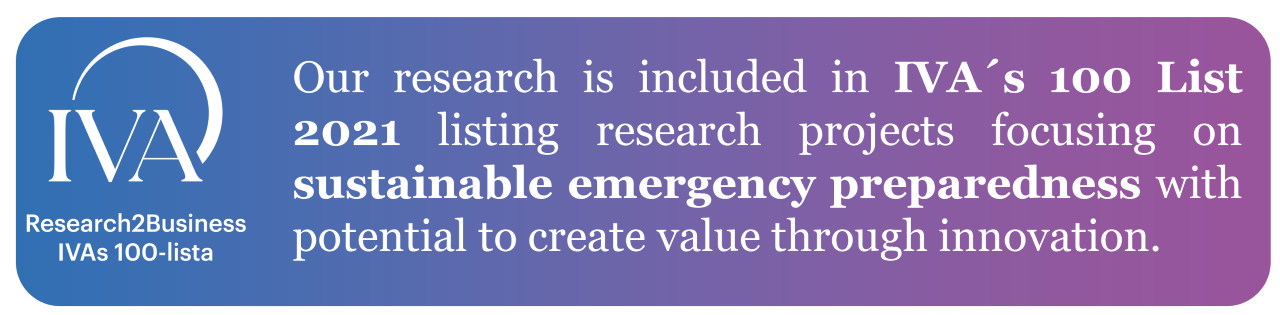 IVA
Research2Business
IVAs 100-lista
Our research is included in IVA´s 100 List
2021 listing research projects focusing on
sustainable emergency preparedness with
potential to create value through innovation.